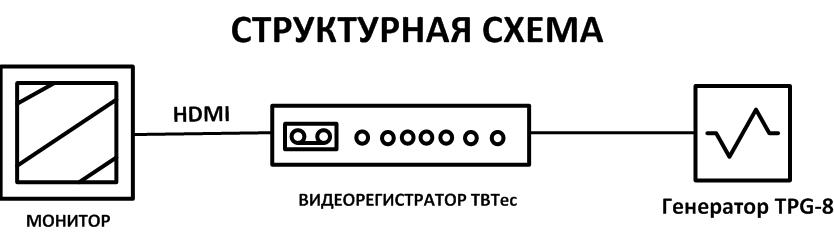 СТРУКТУРНАЯ СХЕМА
HDMI
МОНИТОР
ВИДЕОРЕГИСТРАТОР ТВТес
Генератор TPG-8